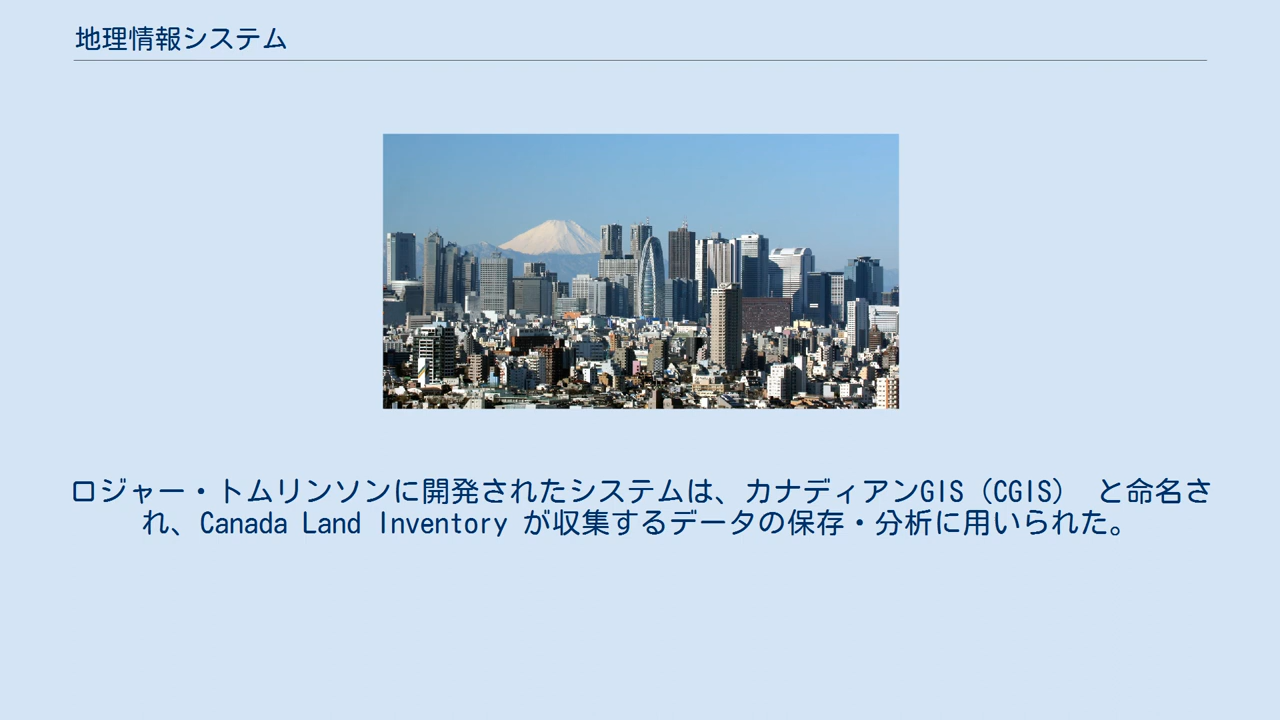 地理情報システム
ロジャー・トムリンソンに開発されたシステムは、カナディアンGIS（CGIS） と命名さ
れ、Canada Land Inventory が収集するデータの保存・分析に用いられた。